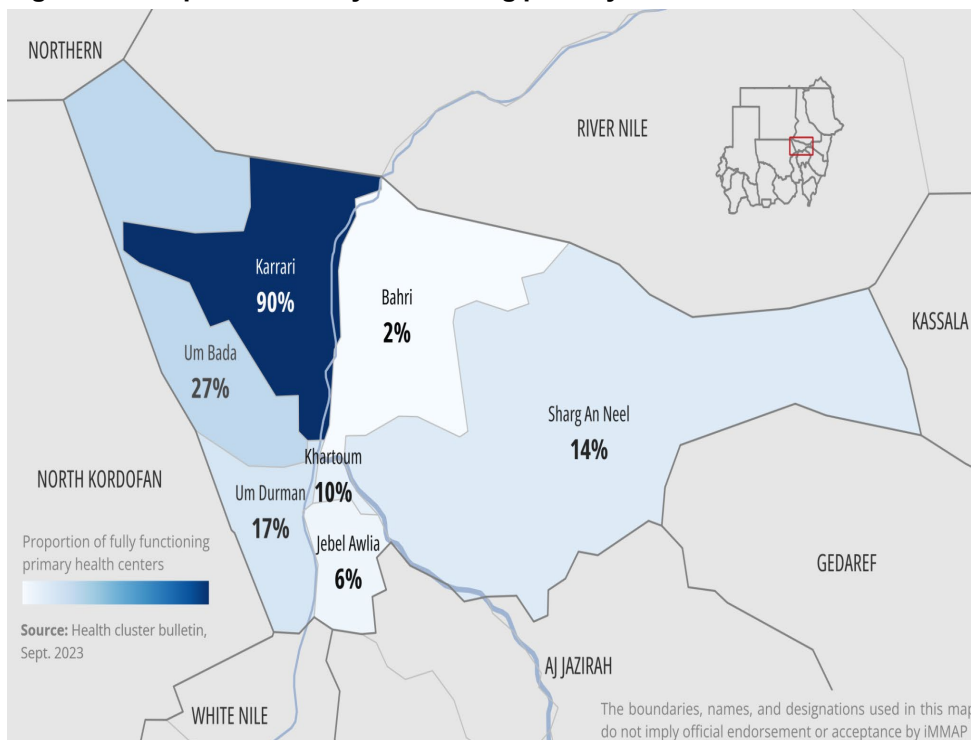 NORTHERN
RIVER NILE
Karrari
90%
Bahri
2%
KASSALA
Um Bada
27%
Sharg An Neel
14%
Khartoum
10%
NORTH KORDOFAN
Um Durman
17%
Jebel Awlia
6%
Proportion of fully functioning
primary health centers
GEDAREF
Source: Health cluster bulletin,
Sept. 2023
AJ JAZIRAH
WHITE NILE
The boundaries, names, and designations used in this map
do not imply official endorsement or acceptance by iMMAP